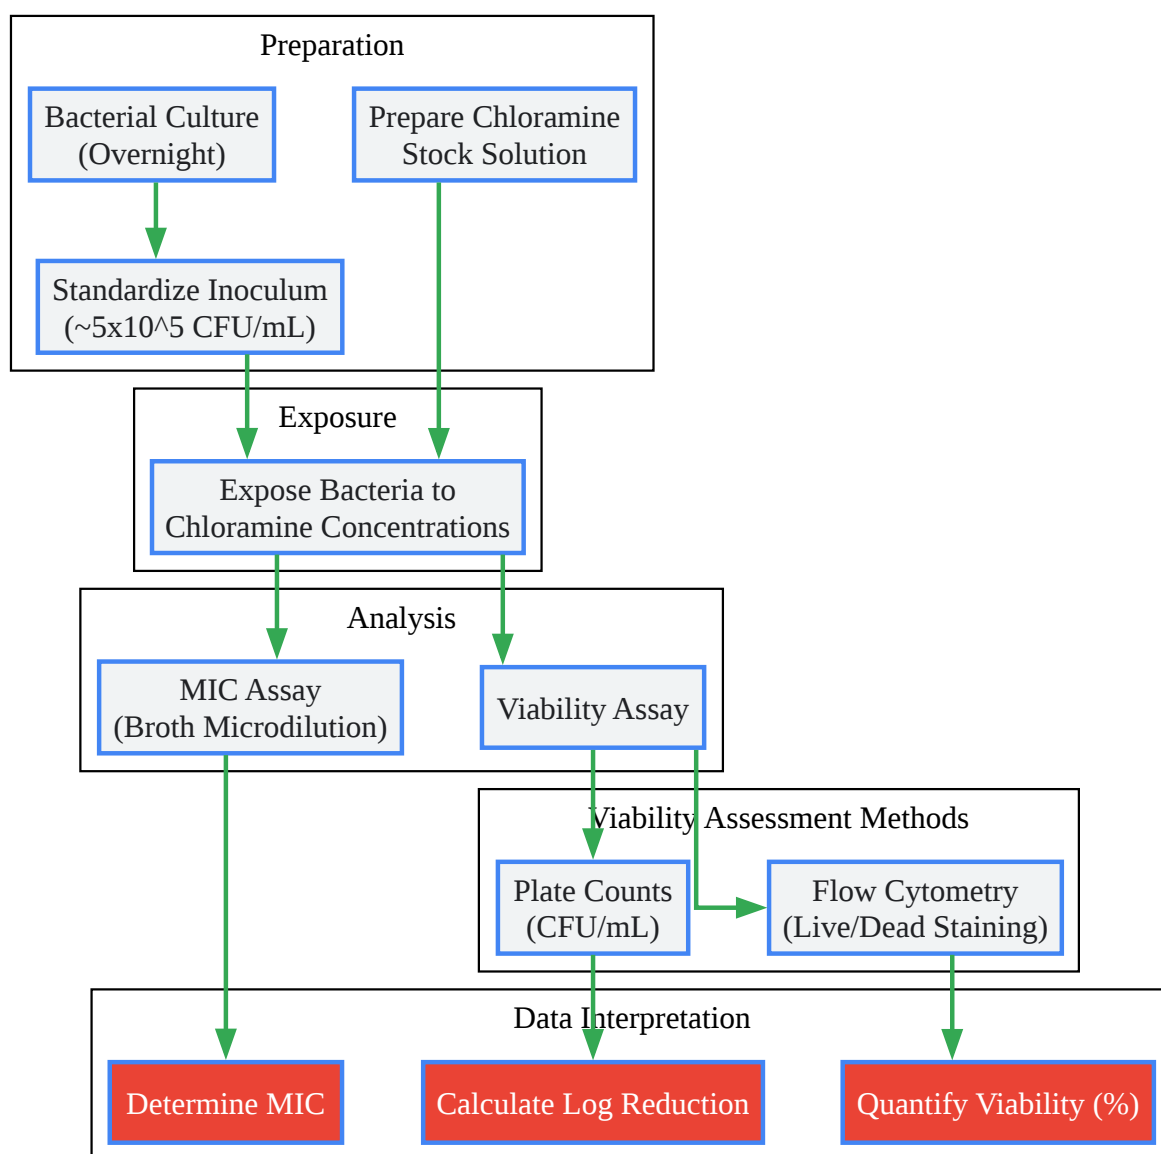 Preparation
Bacterial Culture
(Overnight)
Prepare Chloramine
Stock Solution
Standardize Inoculum
(~5x10^5 CFU/mL)
Exposure
Expose Bacteria to
Chloramine Concentrations
Analysis
MIC Assay
(Broth Microdilution)
Viability Assay
Viability Assessment Methods
Plate Counts
(CFU/mL)
Flow Cytometry
(Live/Dead Staining)
Data Interpretation
Determine MIC
Calculate Log Reduction
Quantify Viability (%)